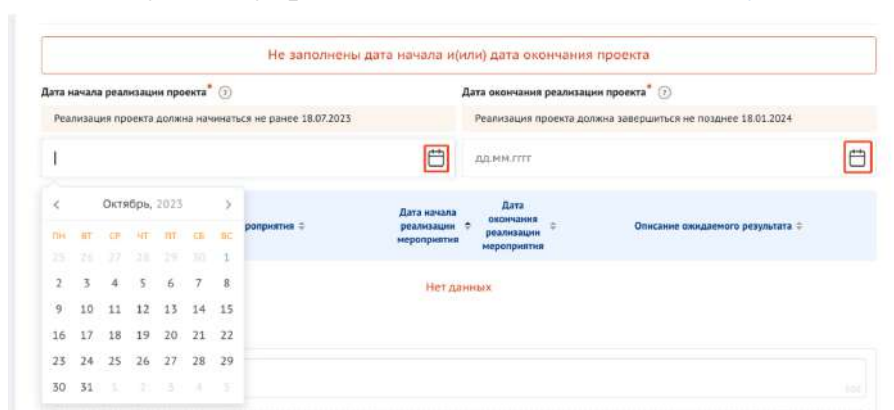 Не заполнены дата начала и(или) дата окончания проекта
Дата начала реализации проекта* ?
Дата окончания реализации проекта* ?
Реализация проекта должна начинаться не ранее 18.07.2023
Реализация проекта должна завершиться не позднее 18.01.2024
дд.мм.гггг
Октябрь, 2023
ПН ВТ СР ЧТ ПТ СБ ВС
25 26 27 28 29 30 1
2 3 4 5 6 7 8
9 10 11 12 13 14 15
16 17 18 19 20 21 22
23 24 25 26 27 28 29
30 31 1 2 3 4 5
роприятия
Дата начала
реализации
мероприятия
Дата
окончания
реализации
мероприятия
Описание ожидаемого результата
Нет данных